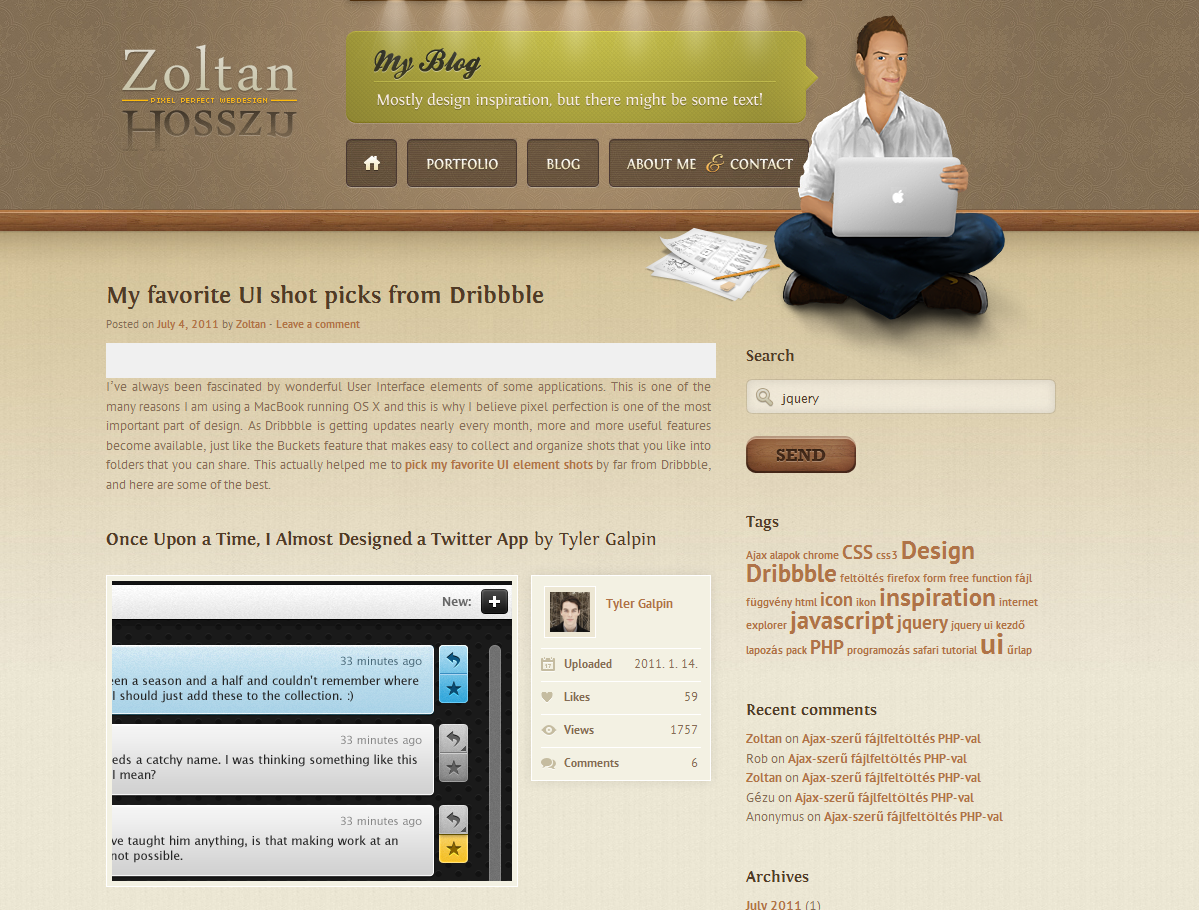 Zoltan
PIXEL PERFECT WEBDESIGN
HOSSZU
My Blog
Mostly design inspiration, but there might be some text!
PORTFOLIO
BLOG
ABOUT ME & CONTACT
My favorite UI shot picks from Dribbble
Posted on July 4, 2011 by Zoltan - Leave a comment
I've always been fascinated by wonderful User Interface elements of some applications. This is one of the
many reasons I am using a MacBook running OS X and this is why I believe pixel perfection is one of the most
important part of design. As Dribbble is getting updates nearly every month, more and more useful features
become available, just like the Buckets feature that makes easy to collect and organize shots that you like into
folders that you can share. This actually helped me to pick my favorite UI element shots by far from Dribbble,
and here are some of the best.
Once Upon a Time, I Almost Designed a Twitter App by Tyler Galpin
New:
33 minutes ago
en a season and a half and couldn't remember where
I should just add these to the collection. :)
33 minutes ago
eds a catchy name. I was thinking something like this
I mean?
33 minutes ago
ve taught him anything, is that making work at an
not possible.
Tyler Galpin
17
Uploaded 2011. 1. 14.
Likes 59
Views 1757
Comments 6
Search
jquery
SEND
Tags
Ajax alapok chrome CSS css3 Design
Dribbble feltöltés firefox form free function fájl
függvény html icon ikon inspiration internet
explorer javascript jquery jquery ui kezdő
lapozás pack PHP programozás safari tutorial ui űrlap
Recent comments
Zoltan on Ajax-szerű fájlfeltöltés PHP-val
Rob on Ajax-szerű fájlfeltöltés PHP-val
Zoltan on Ajax-szerű fájlfeltöltés PHP-val
Gézu on Ajax-szerű fájlfeltöltés PHP-val
Anonymus on Ajax-szerű fájlfeltöltés PHP-val
Archives
July 2011 (1)